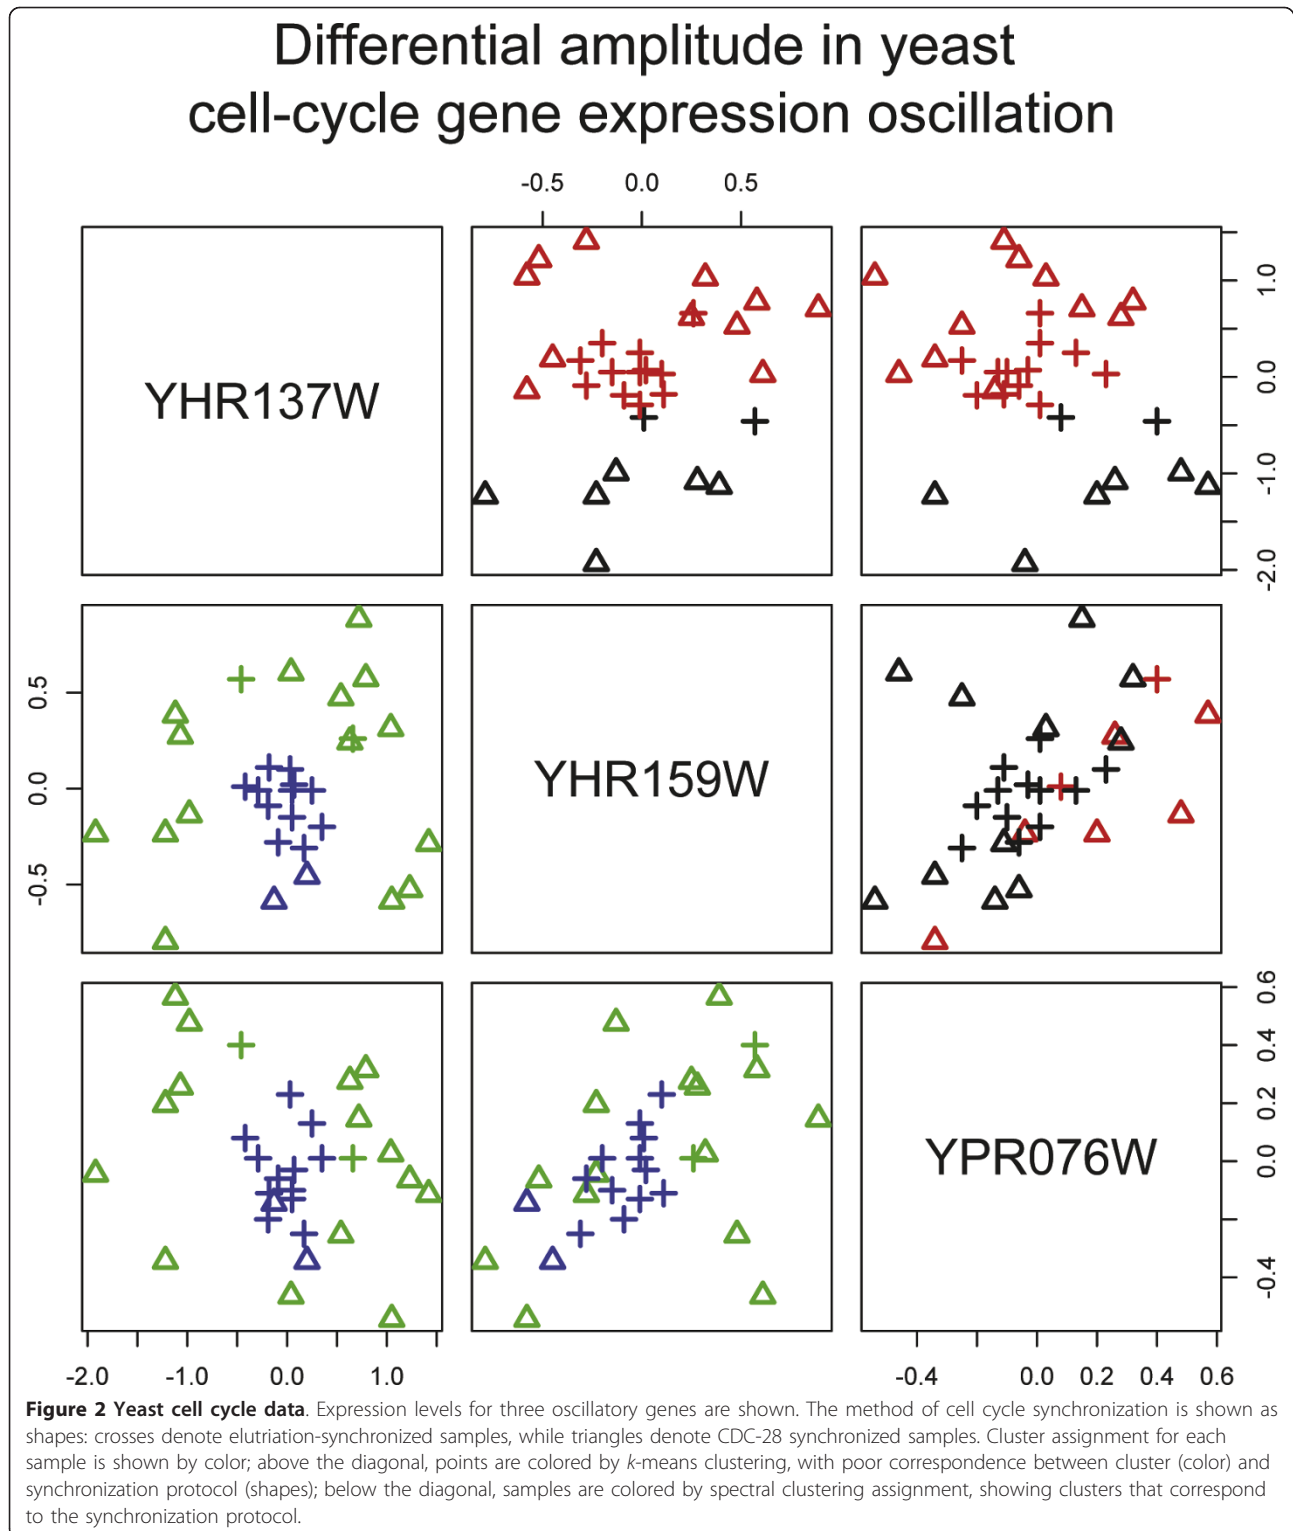 Differential amplitude in yeast
cell-cycle gene expression oscillation
-0.5 0.0 0.5
YHR137W
1.0
0.0
-1.0
-2.0
0.5
0.0
-0.5
YHR159W
YPR076W
0.6
0.4
0.2
0.0
-0.4
-2.0 -1.0 0.0 1.0
-0.4 0.0 0.2 0.4 0.6
Figure 2 Yeast cell cycle data. Expression levels for three oscillatory genes are shown. The method of cell cycle synchronization is shown as
shapes: crosses denote elutriation-synchronized samples, while triangles denote CDC-28 synchronized samples. Cluster assignment for each
sample is shown by color; above the diagonal, points are colored by k-means clustering, with poor correspondence between cluster (color) and
synchronization protocol (shapes); below the diagonal, samples are colored by spectral clustering assignment, showing clusters that correspond
to the synchronization protocol.